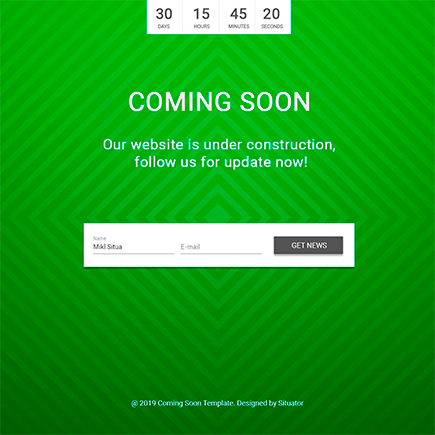 30 15 45 20
DAYS HOURS MINUTES SECONDS
COMING SOON
Our website is under construction,
follow us for update now!
Name
Mikl Situa E-mail GET NEWS
@ 2019 Coming Soon Template. Designed by Situator